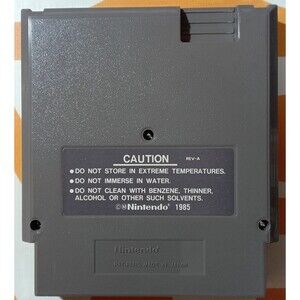 CAUTION REV-A
• DO NOT STORE IN EXTREME TEMPERATURES.
• DO NOT IMMERSE IN WATER.
• DO NOT CLEAN WITH BENZENE, THINNER,
ALCOHOL OR OTHER SUCH SOLVENTS.
©Ⓜ Nintendo® 1985
Nintendo